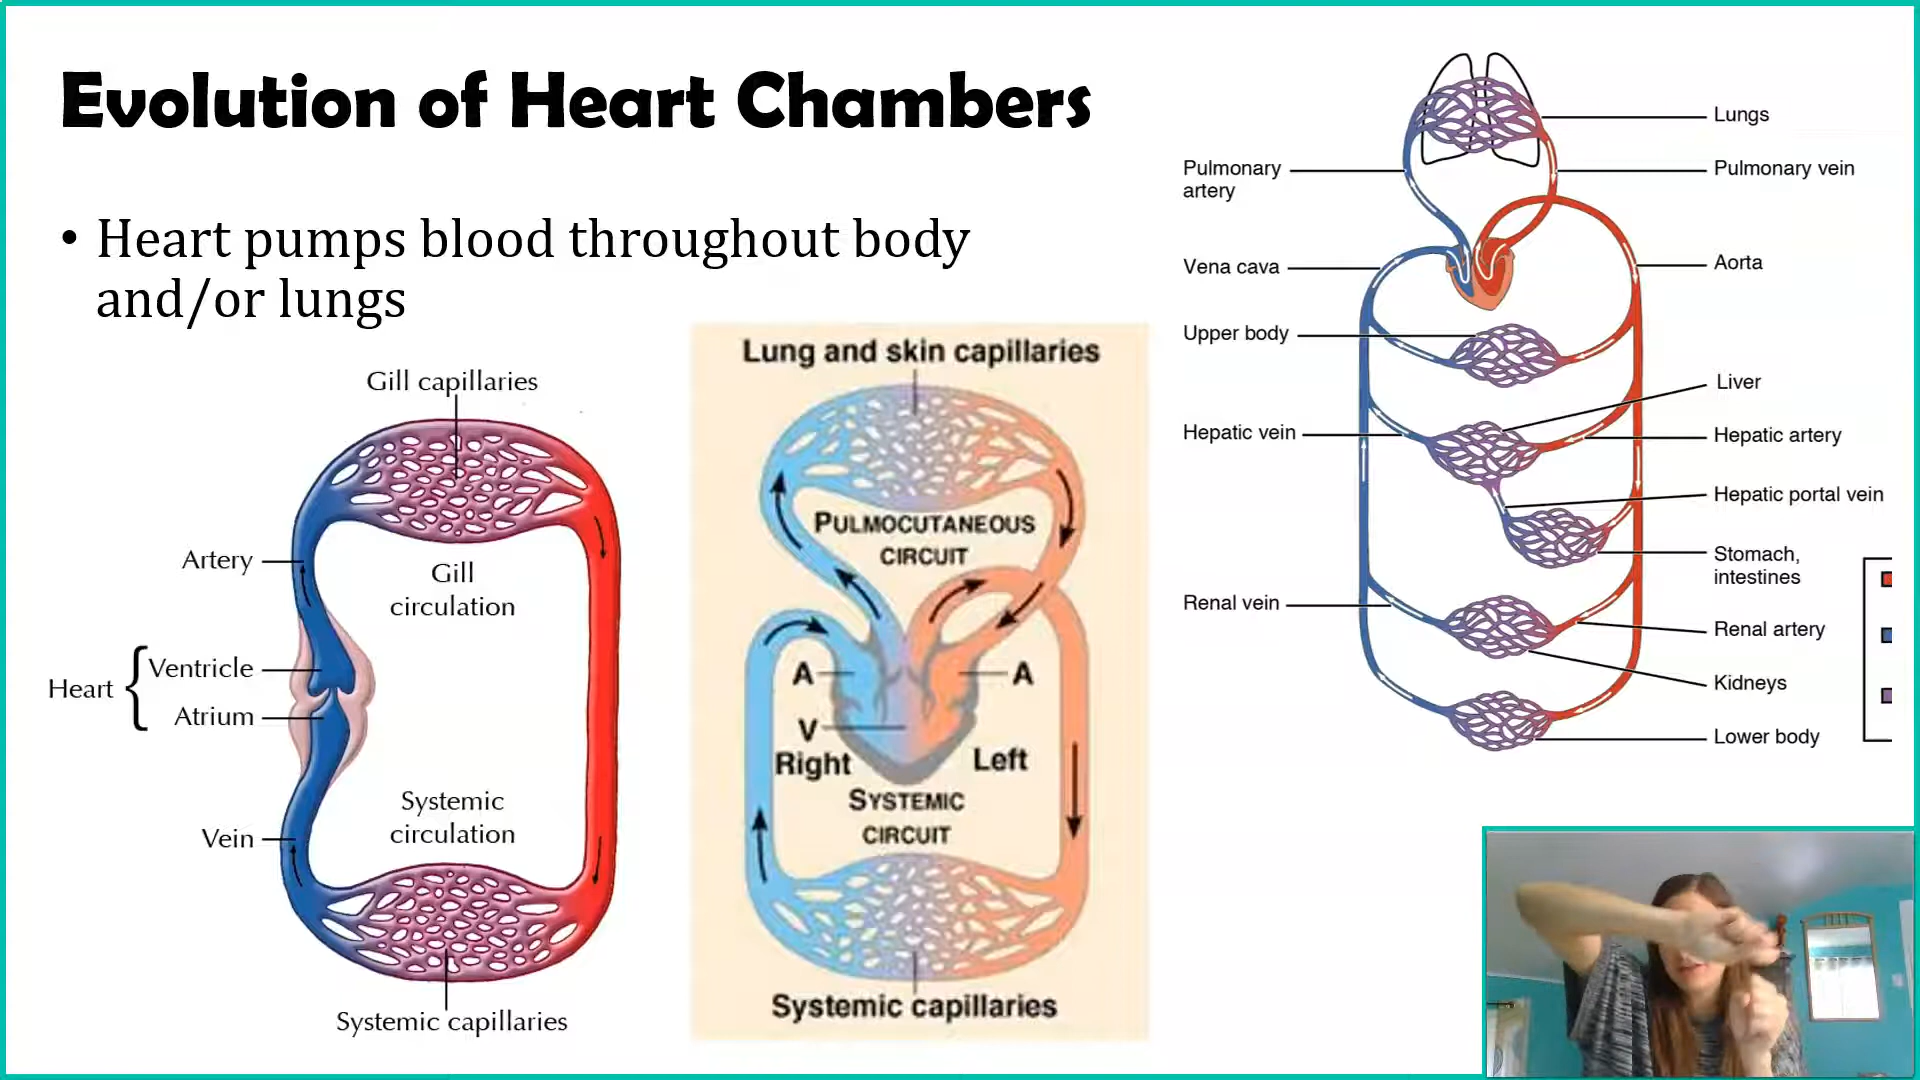 Evolution of Heart Chambers
• Heart pumps blood throughout body
and/or lungs
Gill capillaries
Artery
Gill
circulation
Heart
Ventricle
Atrium
Systemic
circulation
Vein
Systemic capillaries
Lung and skin capillaries
PULMOCUTANEOUS
CIRCUIT
A
A
V
Right
Left
SYSTEMIC
CIRCUIT
Systemic capillaries
Lungs
Pulmonary
artery
Pulmonary vein
Vena cava
Aorta
Upper body
Liver
Hepatic vein
Hepatic artery
Hepatic portal vein
Stomach,
intestines
Renal vein
Renal artery
Kidneys
Lower body